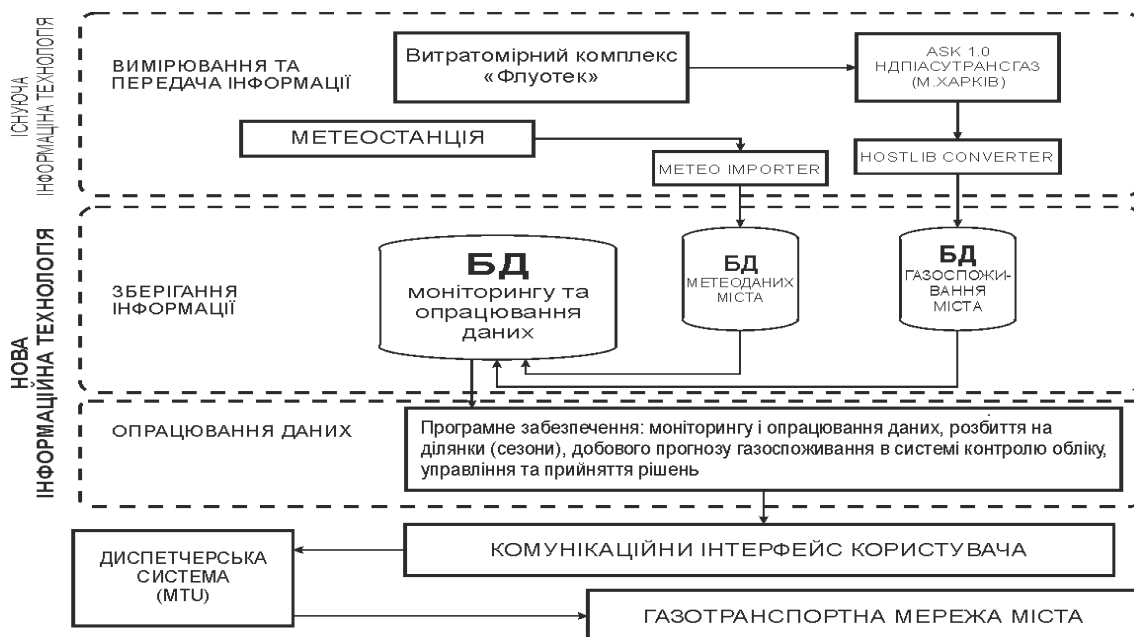 ІСНУЮЧА
ІНФОРМАЦІНА ТЕХНОЛОГІЯ
ВИМІРЮВАННЯ ТА
ПЕРЕДАЧА ІНФОРМАЦІЇ
Витратомірний комплекс
«Флуотек»
ASK 1.0
НДПІАСУТРАНСГАЗ
(М.ХАРКІВ)
МЕТЕОСТАНЦІЯ
METEO IMPORTER
HOSTLIB CONVERTER
НОВА
ІНФОРМАЦІЙНА ТЕХНОЛОГІЯ
ЗБЕРІГАННЯ
ІНФОРМАЦІЇ
БД
моніторингу та
опрацювання
даних
БД
МЕТЕОДАНИХ
МІСТА
БД
ГАЗОСПОЖИ-
ВАННЯ
МІСТА
ОПРАЦЮВАННЯ ДАНИХ
Програмне забезпечення: моніторингу і опрацювання даних, розбиття на
ділянки (сезони), добового прогнозу газоспоживання в системі контролю обліку,
управління та прийняття рішень
КОМУНІКАЦІЙНИ ІНТЕРФЕЙС КОРИСТУВАЧА
ДИСПЕТЧЕРСЬКА
СИСТЕМА
(MTU)
ГАЗОТРАНСПОРТНА МЕРЕЖА МІСТА